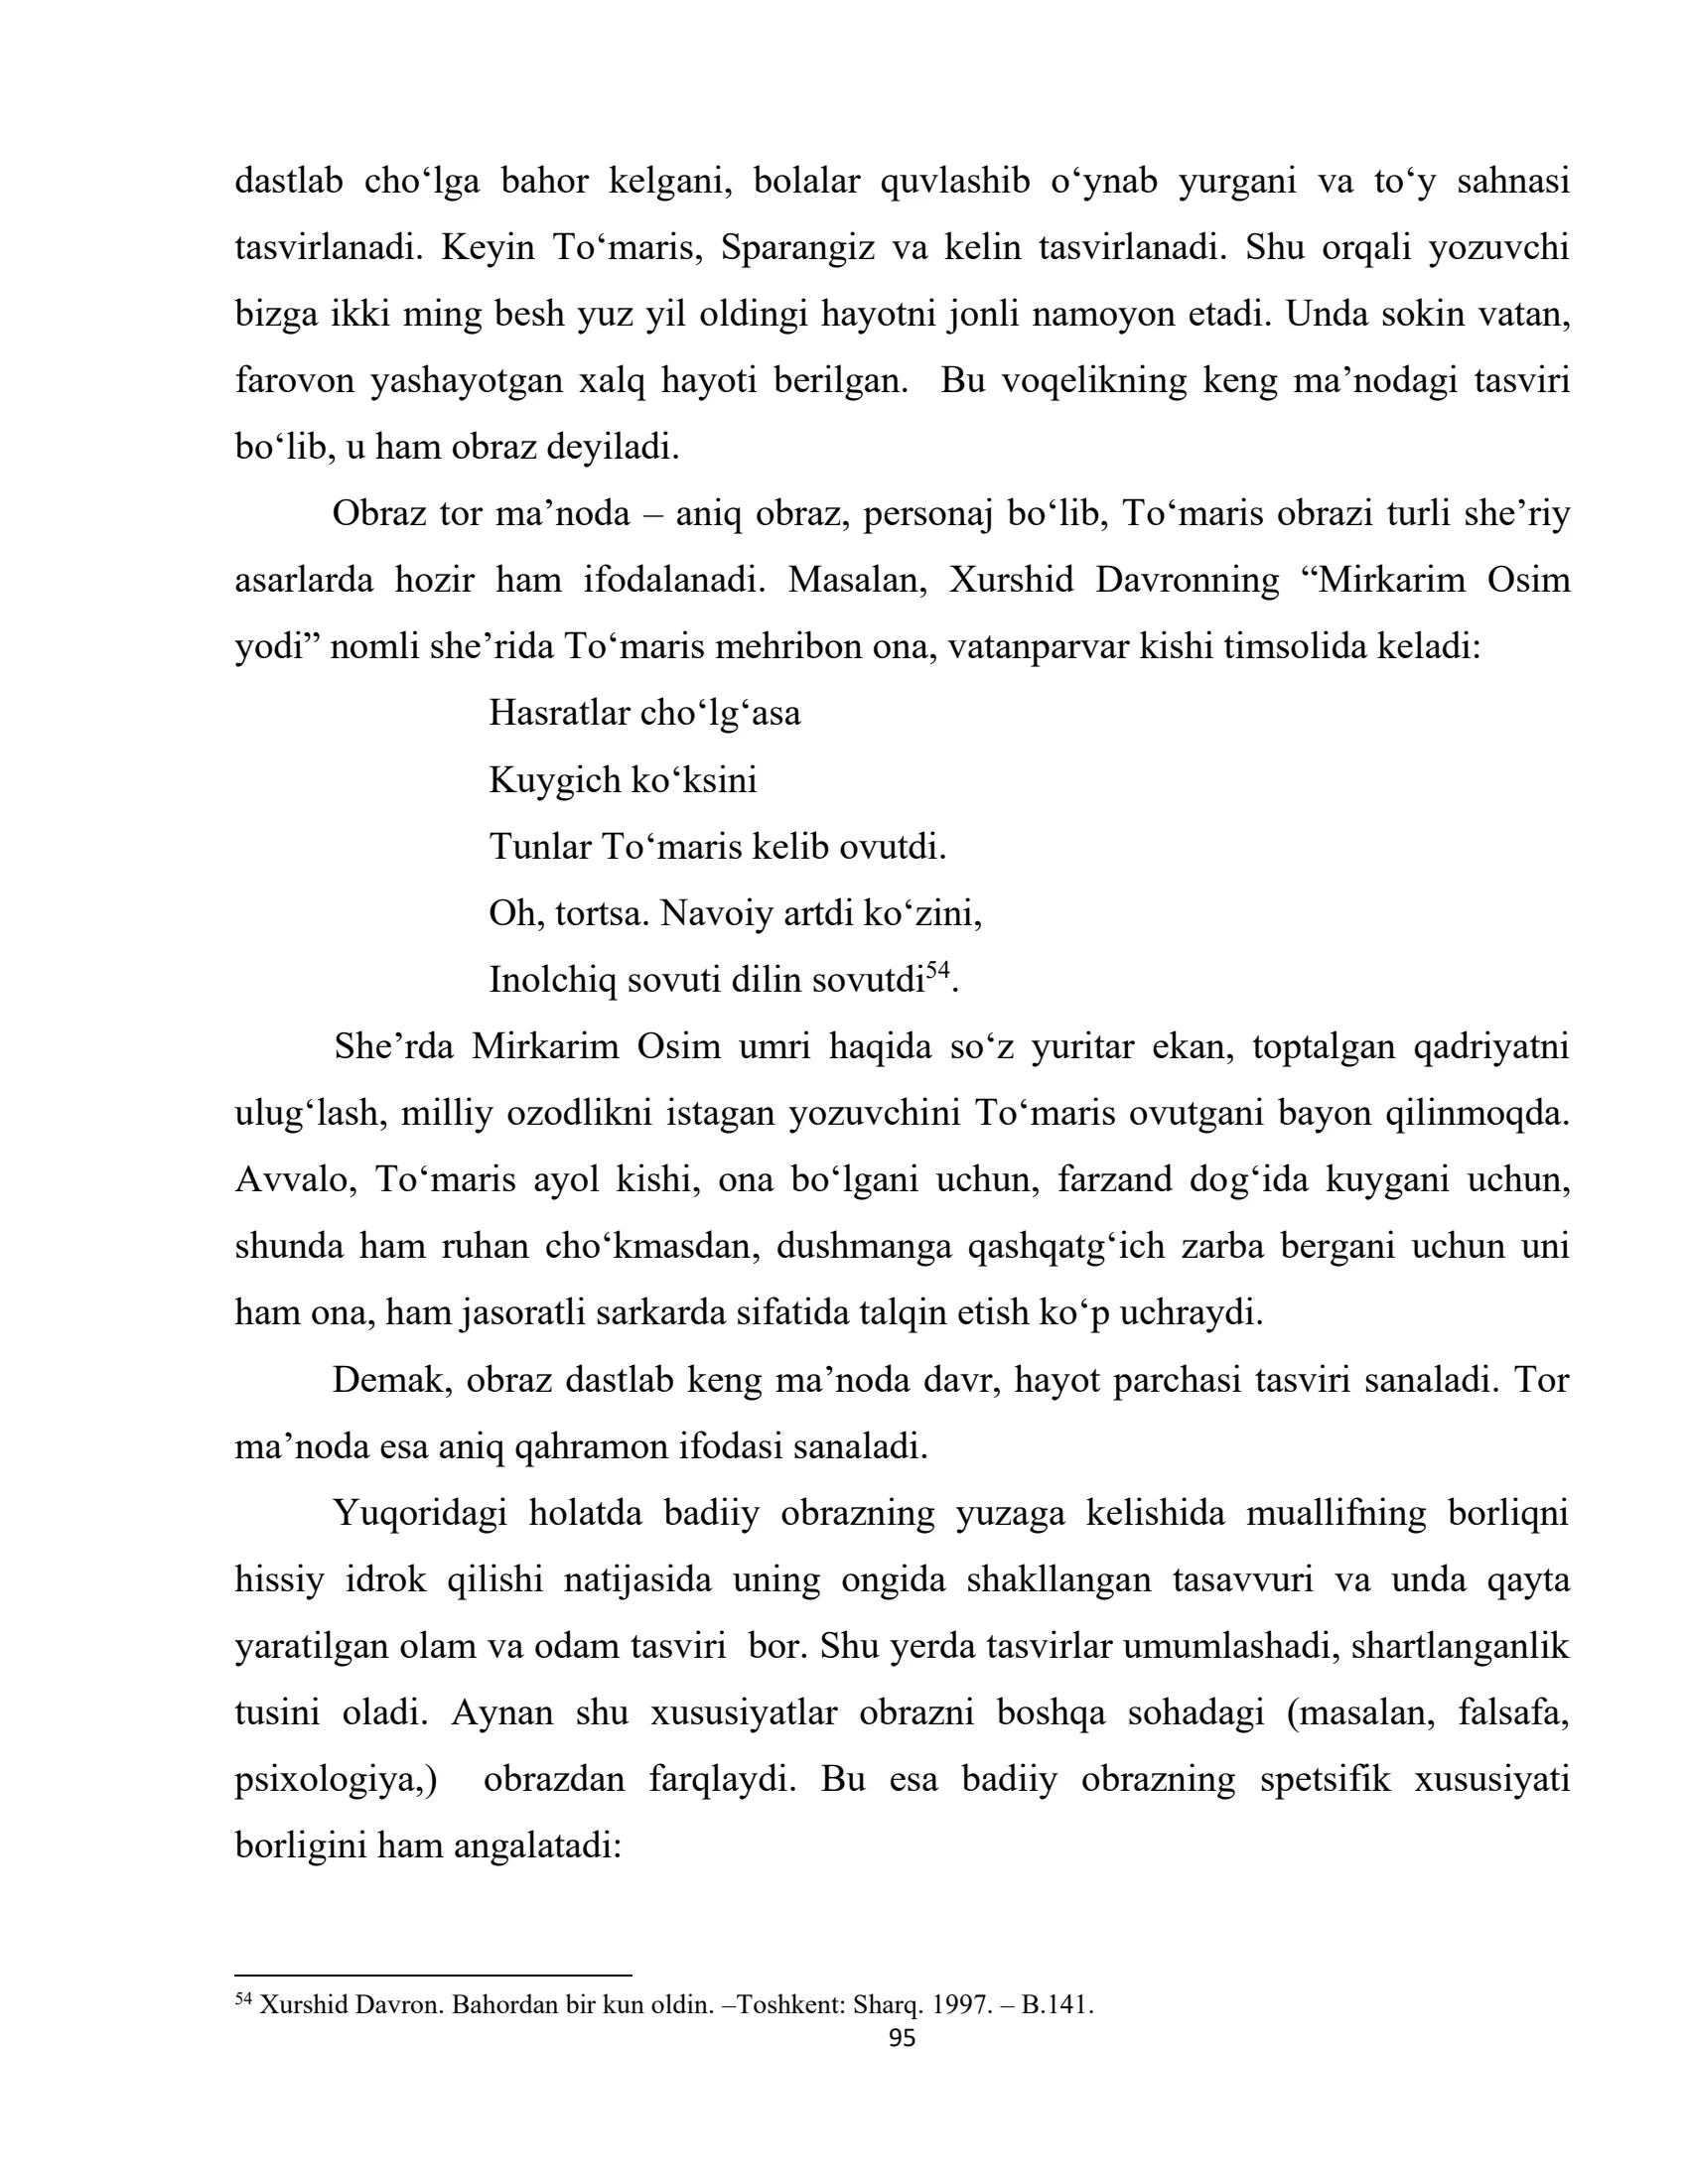 dastlab cho‘lga bahor kelgani, bolalar quvlashib o‘ynab yurgani va to‘y sahnasi
tasvirlanadi. Keyin To‘maris, Sparangiz va kelin tasvirlanadi. Shu orqali yozuvchi
bizga ikki ming besh yuz yil oldingi hayotni jonli namoyon etadi. Unda sokin vatan,
farovon yashayotgan xalq hayoti berilgan. Bu voqelikning keng ma’nodagi tasviri
bo‘lib, u ham obraz deyiladi.
Obraz tor ma’noda – aniq obraz, personaj bo‘lib, To‘maris obrazi turli she’riy
asarlarda hozir ham ifodalanadi. Masalan, Xurshid Davronning “Mirkarim Osim
yodi” nomli she’rida To‘maris mehribon ona, vatanparvar kishi timsolida keladi:
Hasratlar cho‘lg‘asa
Kuygich ko‘ksini
Tunlar To‘maris kelib ovutdi.
Oh, tortsa. Navoiy artdi ko‘zini,
Inolchiq sovuti dilin sovutdi⁵⁴.
She’rda Mirkarim Osim umri haqida so‘z yuritar ekan, toptalgan qadriyatni
ulug‘lash, milliy ozodlikni istagan yozuvchini To‘maris ovutgani bayon qilinmoqda.
Avvalo, To‘maris ayol kishi, ona bo‘lgani uchun, farzand dog‘ida kuygani uchun,
shunda ham ruhan cho‘kmasdan, dushmanga qashqatg‘ich zarba bergani uchun uni
ham ona, ham jasoratli sarkarda sifatida talqin etish ko‘p uchraydi.
Demak, obraz dastlab keng ma’noda davr, hayot parchasi tasviri sanaladi. Tor
ma’noda esa aniq qahramon ifodasi sanaladi.
Yuqoridagi holatda badiiy obrazning yuzaga kelishida muallifning borliqni
hissiy idrok qilishi natijasida uning ongida shakllangan tasavvuri va unda qayta
yaratilgan olam va odam tasviri bor. Shu yerda tasvirlar umumlashadi, shartlanganlik
tusini oladi. Aynan shu xususiyatlar obrazni boshqa sohadagi (masalan, falsafa,
psixologiya,) obrazdan farqlaydi. Bu esa badiiy obrazning spetsifik xususiyati
borligini ham angalatadi:
⁵⁴ Xurshid Davron. Bahordan bir kun oldin. –Toshkent: Sharq. 1997. – B.141.
95